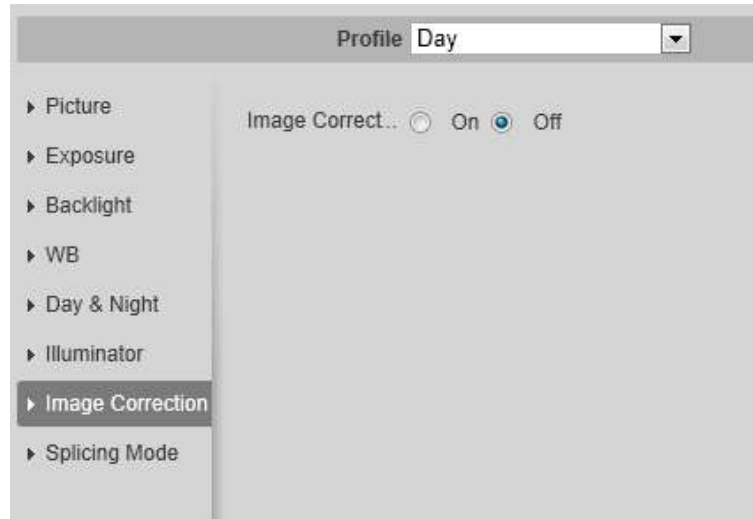 Profile Day
Picture
Image Correct... On Off
Exposure
Backlight
WB
Day & Night
Illuminator
Image Correction
Splicing Mode